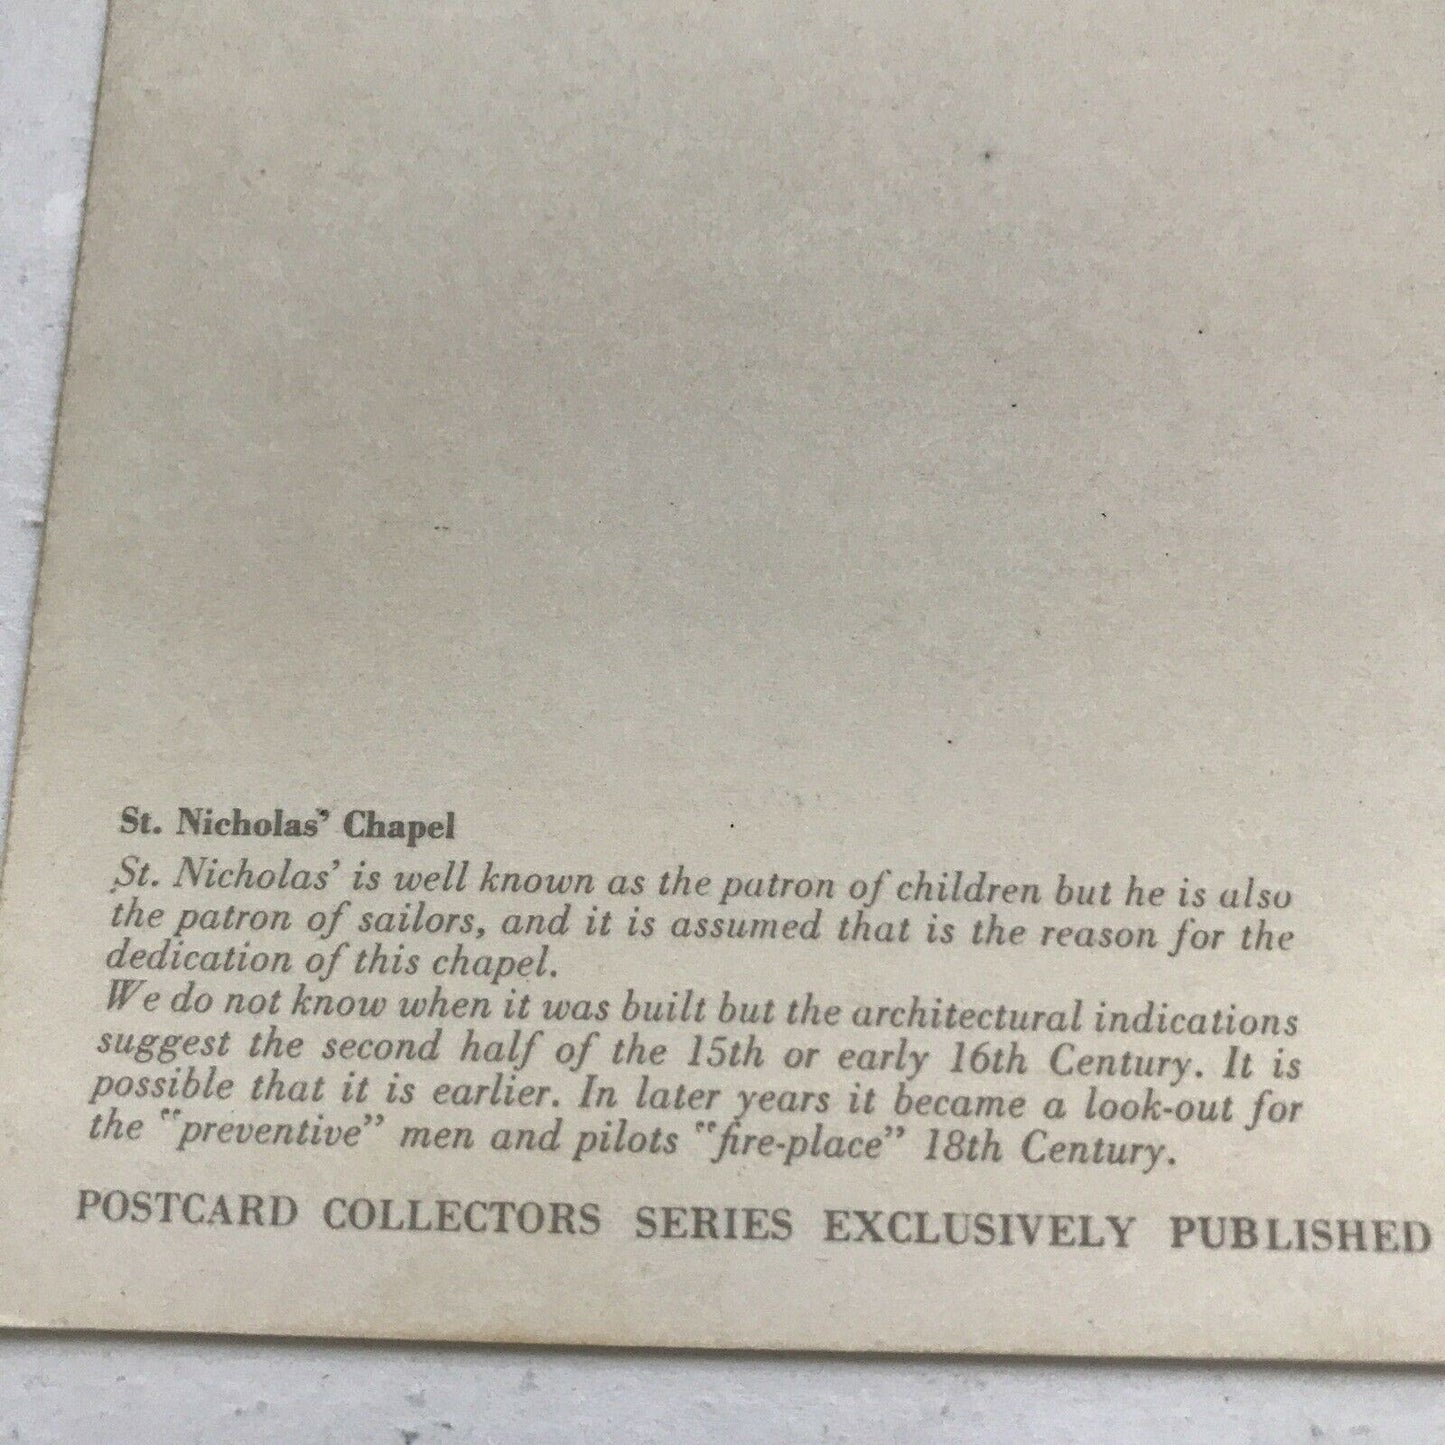 St. Nicholas’ Chapel
St. Nicholas’ is well known as the patron of children but he is also
the patron of sailors, and it is assumed that is the reason for the
dedication of this chapel.
We do not know when it was built but the architectural indications
suggest the second half of the 15th or early 16th Century. It is
possible that it is earlier. In later years it became a look-out for
the “preventive” men and pilots “fire-place” 18th Century.
POSTCARD COLLECTORS SERIES EXCLUSIVELY PUBLISHED